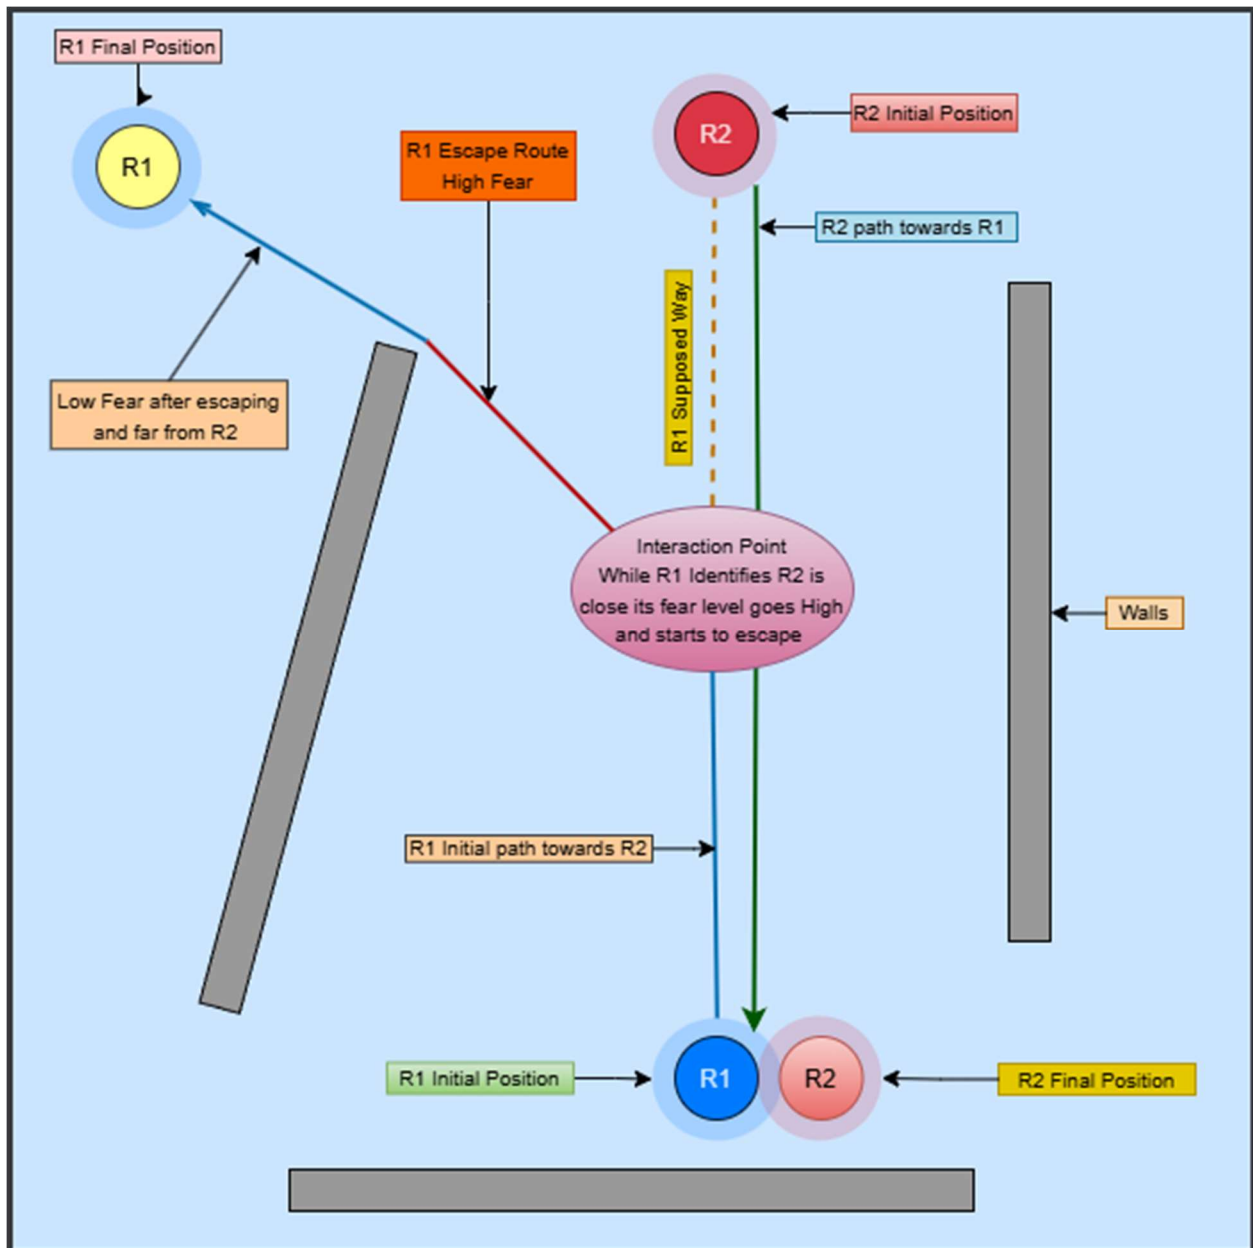 R1 Final Position
R1
R2
R2 Initial Position
R1 Escape Route
High Fear
R2 path towards R1
R1 Supposed Way
Low Fear after escaping
and far from R2
Interaction Point
While R1 Identifies R2 is
close its fear level goes High
and starts to escape
Walls
R1 Initial path towards R2
R1 Initial Position
R1
R2
R2 Final Position